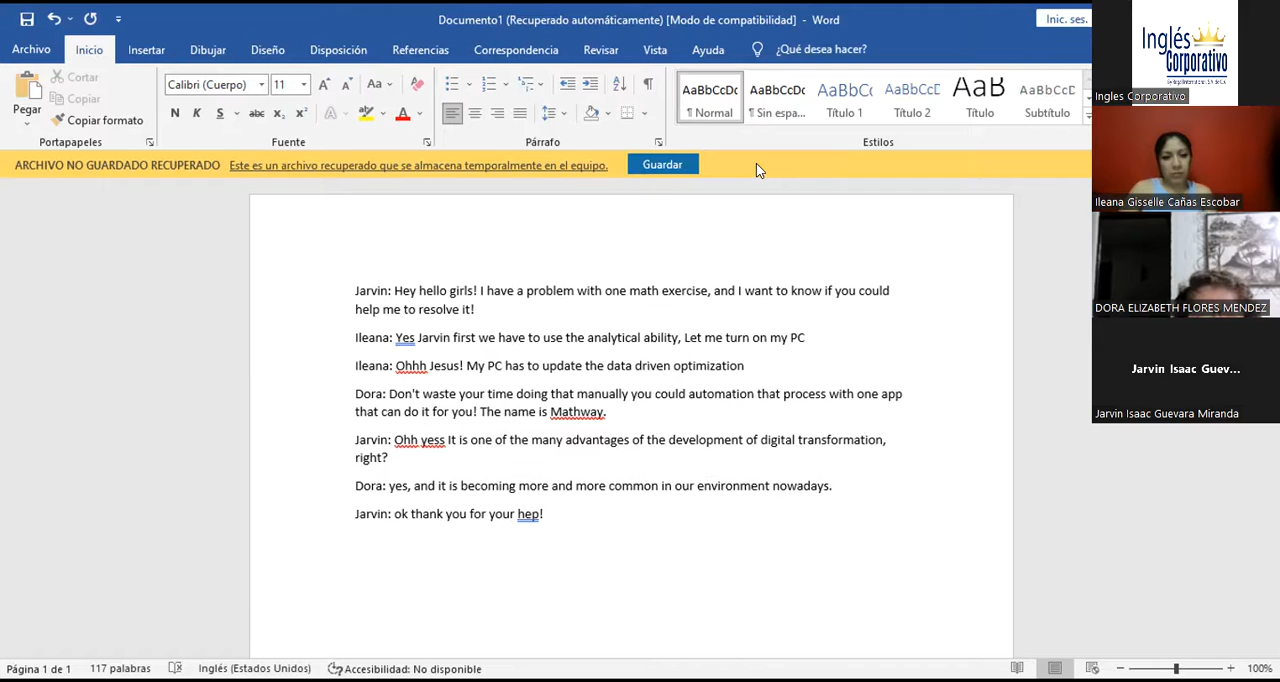 Documento1 (Recuperado automáticamente) [Modo de compatibilidad] - Word
Inic. ses.
Archivo Inicio Insertar Dibujar Diseño Disposición Referencias Correspondencia Revisar Vista Ayuda ¿Qué desea hacer?
Pegar
Cortar
Copiar
Copiar formato
Calibri (Cuerpo) 11
N K S abc x₂ x²
AaBbCcDc AaBbCcDc AaBbCc AaBbCcD AaB AaBbCcD
¶ Normal ¶ Sin espa... Título 1 Título 2 Título Subtítulo
Portapapeles Fuente Párrafo Estilos
ARCHIVO NO GUARDADO RECUPERADO Este es un archivo recuperado que se almacena temporalmente en el equipo. Guardar
Jarvin: Hey hello girls! I have a problem with one math exercise, and I want to know if you could
help me to resolve it!
Ileana: Yes Jarvin first we have to use the analytical ability, Let me turn on my PC
Ileana: Ohhh Jesus! My PC has to update the data driven optimization
Dora: Don't waste your time doing that manually you could automation that process with one app
that can do it for you! The name is Mathway.
Jarvin: Ohh yess It is one of the many advantages of the development of digital transformation,
right?
Dora: yes, and it is becoming more and more common in our environment nowadays.
Jarvin: ok thank you for your hep!
Página 1 de 1 117 palabras Inglés (Estados Unidos) Accesibilidad: No disponible 100%
Inglés
Corporativo
Ingles Corporativo
Ileana Gisselle Cañas Escobar
DORA ELIZABETH FLORES MENDEZ
Jarvin Isaac Guev...
Jarvin Isaac Guevara Miranda